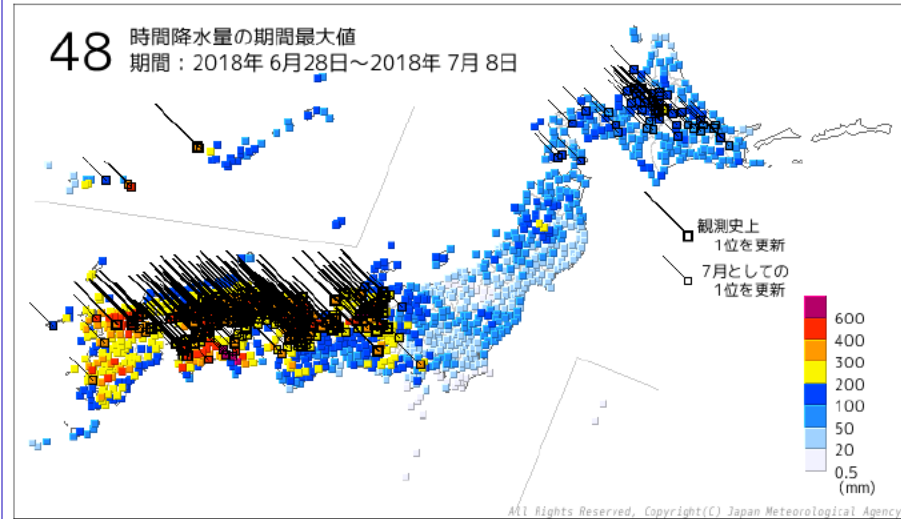 48 時間降水量の期間最大値
期間：2018年 6月28日～2018年 7月 8日
観測史上
1位を更新
7月としての
1位を更新
600
400
300
200
100
50
20
0.5
(mm)
All Rights Reserved, Copyright(C) Japan Meteorological Agency